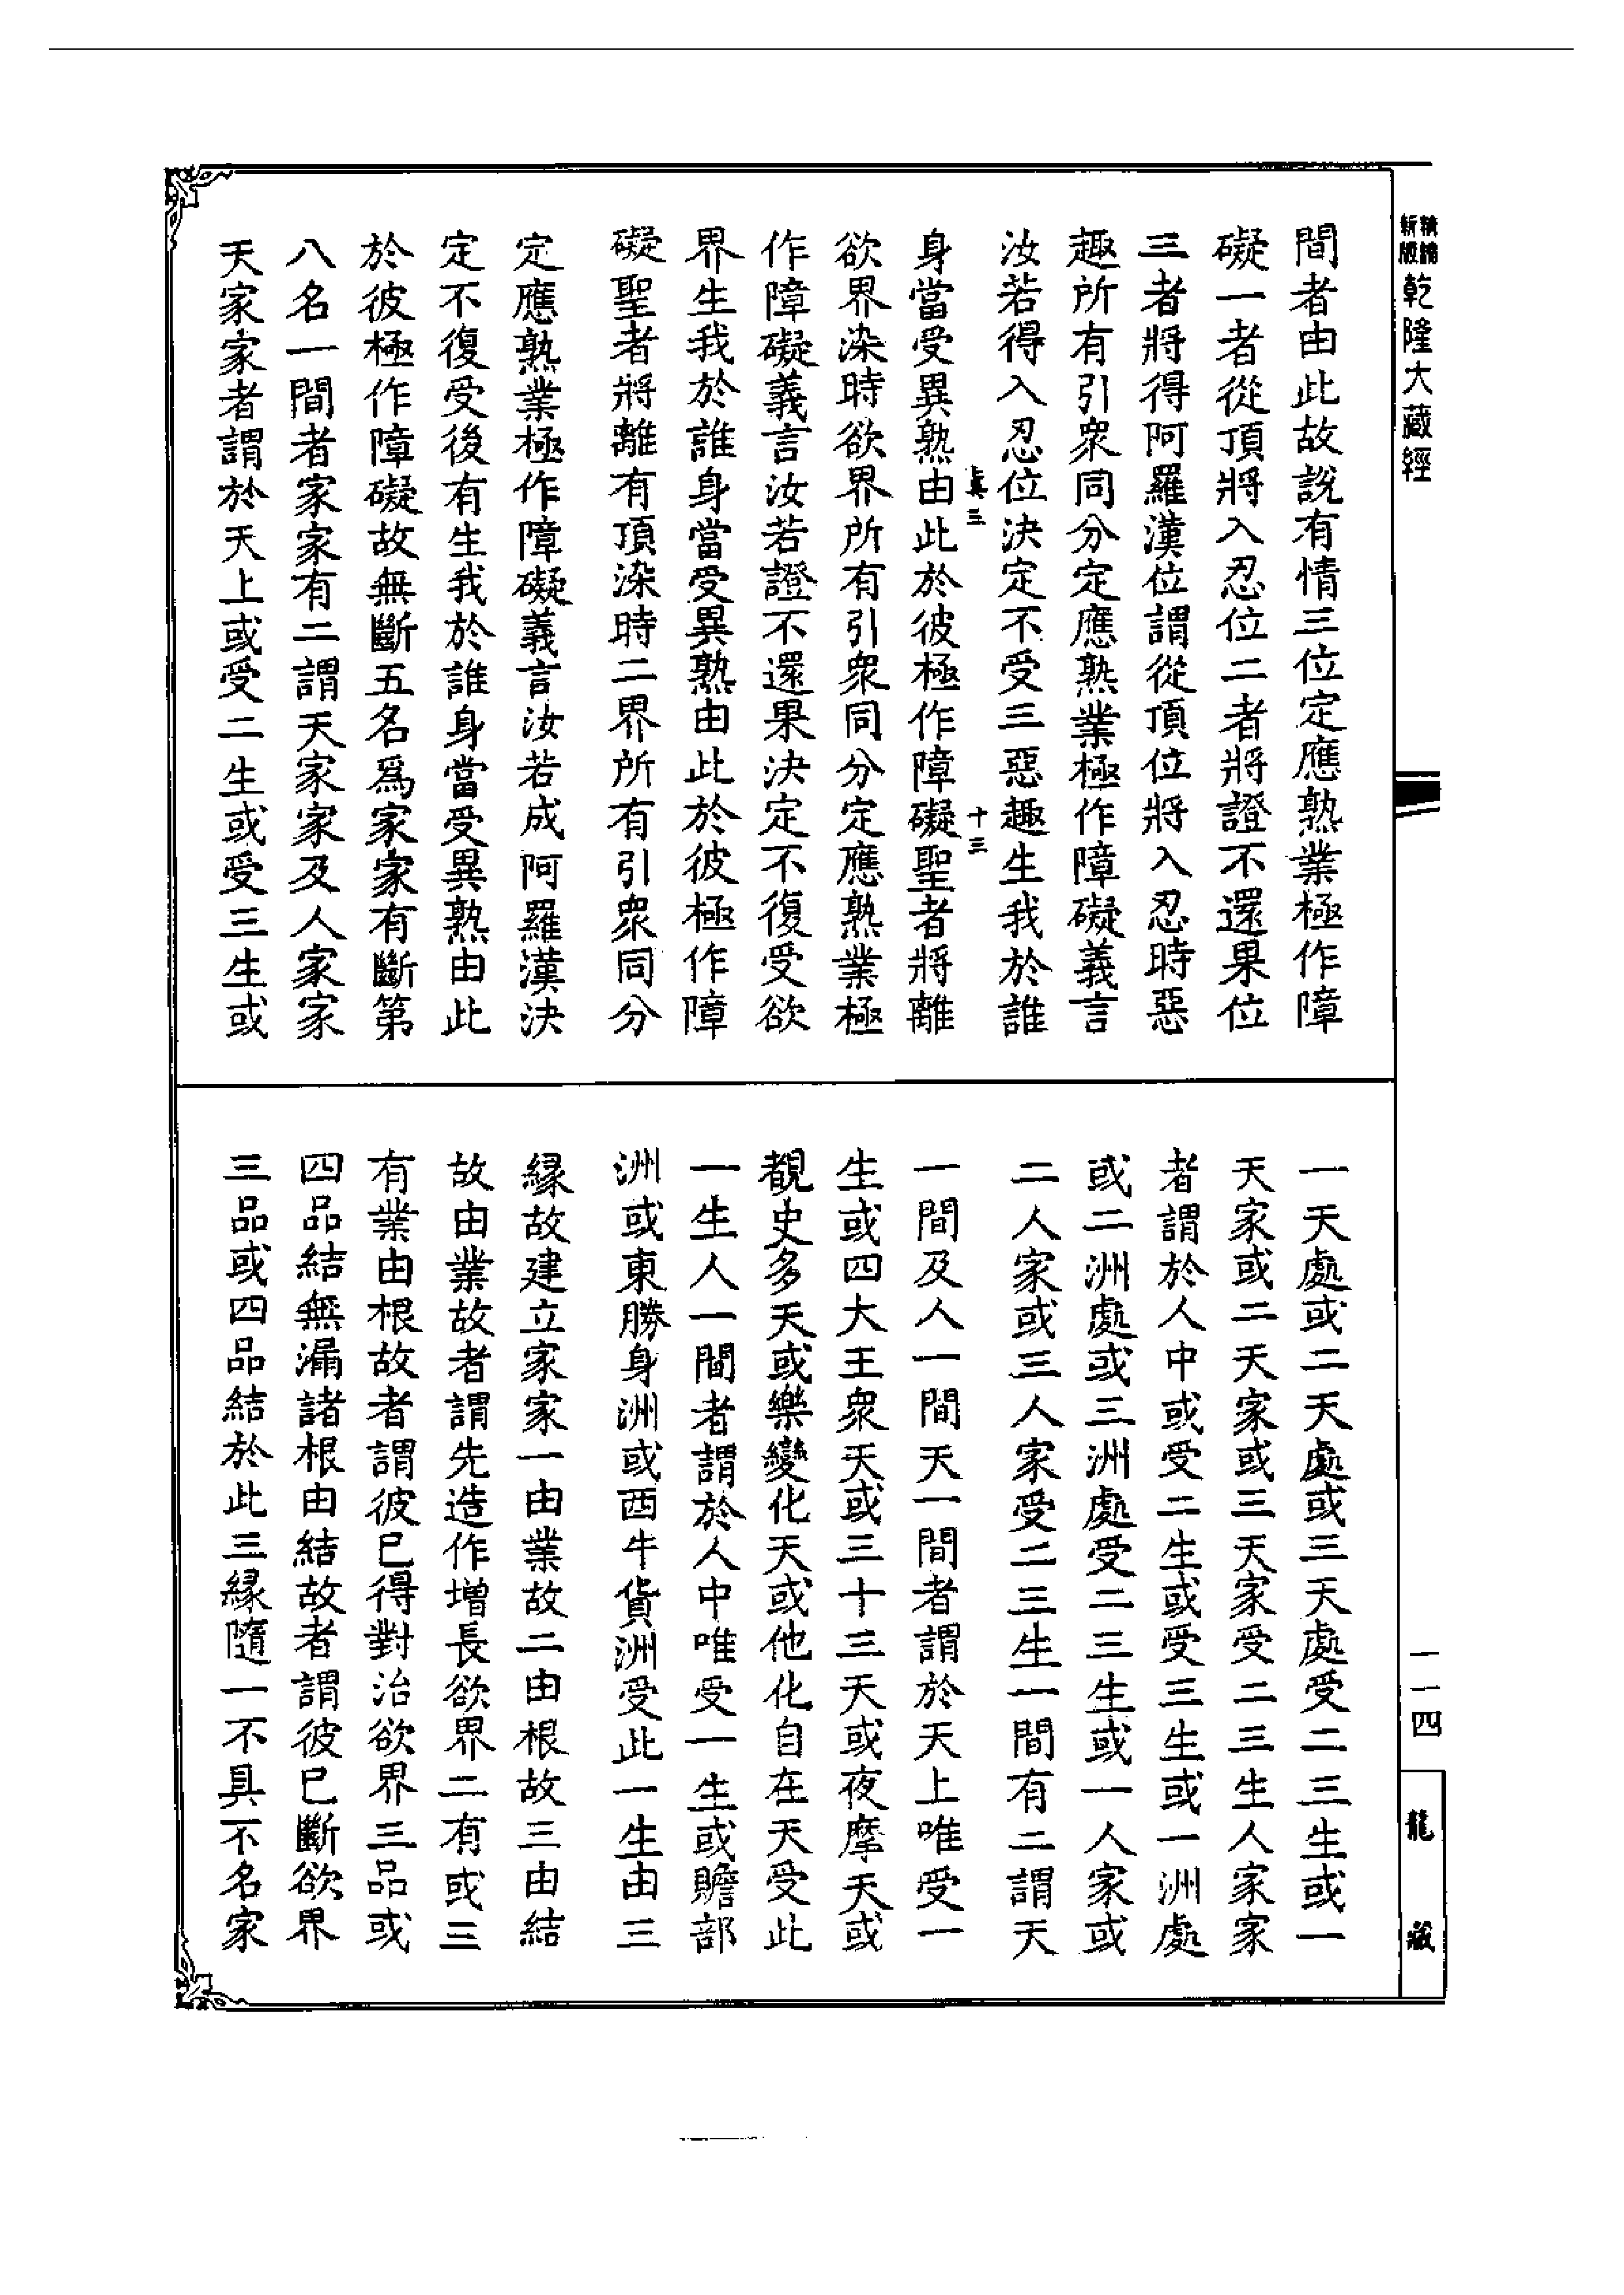 精緻
新版
乾隆大藏經
間者由此故說有情三位定應熟業極作障
礙一者從頂將入忍位二者將證不還果位
三者將得阿羅漢位謂從頂位將入忍時惡
趣所有引衆同分定應熟業極作障礙義言
汝若得入忍位決定不受三惡趣生我於誰
十三
身當受異熟由此於彼極作障礙聖者將離
欲界染時欲界所有引衆同分定應熟業極
作障礙義言汝若證不還果決定不復受欲
界生我於誰身當受異熟由此於彼極作障
礙聖者將離有頂染時二界所有引衆同分
定應熟業極作障礙義言汝若成阿羅漢決
定不復受後有生我於誰身當受異熟由此
於彼極作障礙故無斷五名爲家家有斷第
八名一間者家家有二謂天家家及人家家
天家家者謂於天上或受二生或受三生或
一天處或二天處或三天處受二三生或一
天家或二天家或三天家受二三生人家家
者謂於人中或受二生或受三生或一洲處
或二洲處或三洲處受二三生或一人家或
二人家或三人家受二三生一間有二謂天
一間及人一間天一間者謂於天上唯受一
生或四大王衆天或三十三天或夜摩天或
覩史多天或樂變化天或他化自在天受此
一生人一間者謂於人中唯受一生或贍部
洲或東勝身洲或西牛貨洲受此一生由三
緣故建立家家一由業故二由根故三由結
故由業故者謂先造作增長欲界二有或三
有業由根故者謂彼已得對治欲界三品或
四品結無漏諸根由結故者謂彼已斷欲界
三品或四品結於此三緣隨一不具不名家
一一四
龍藏